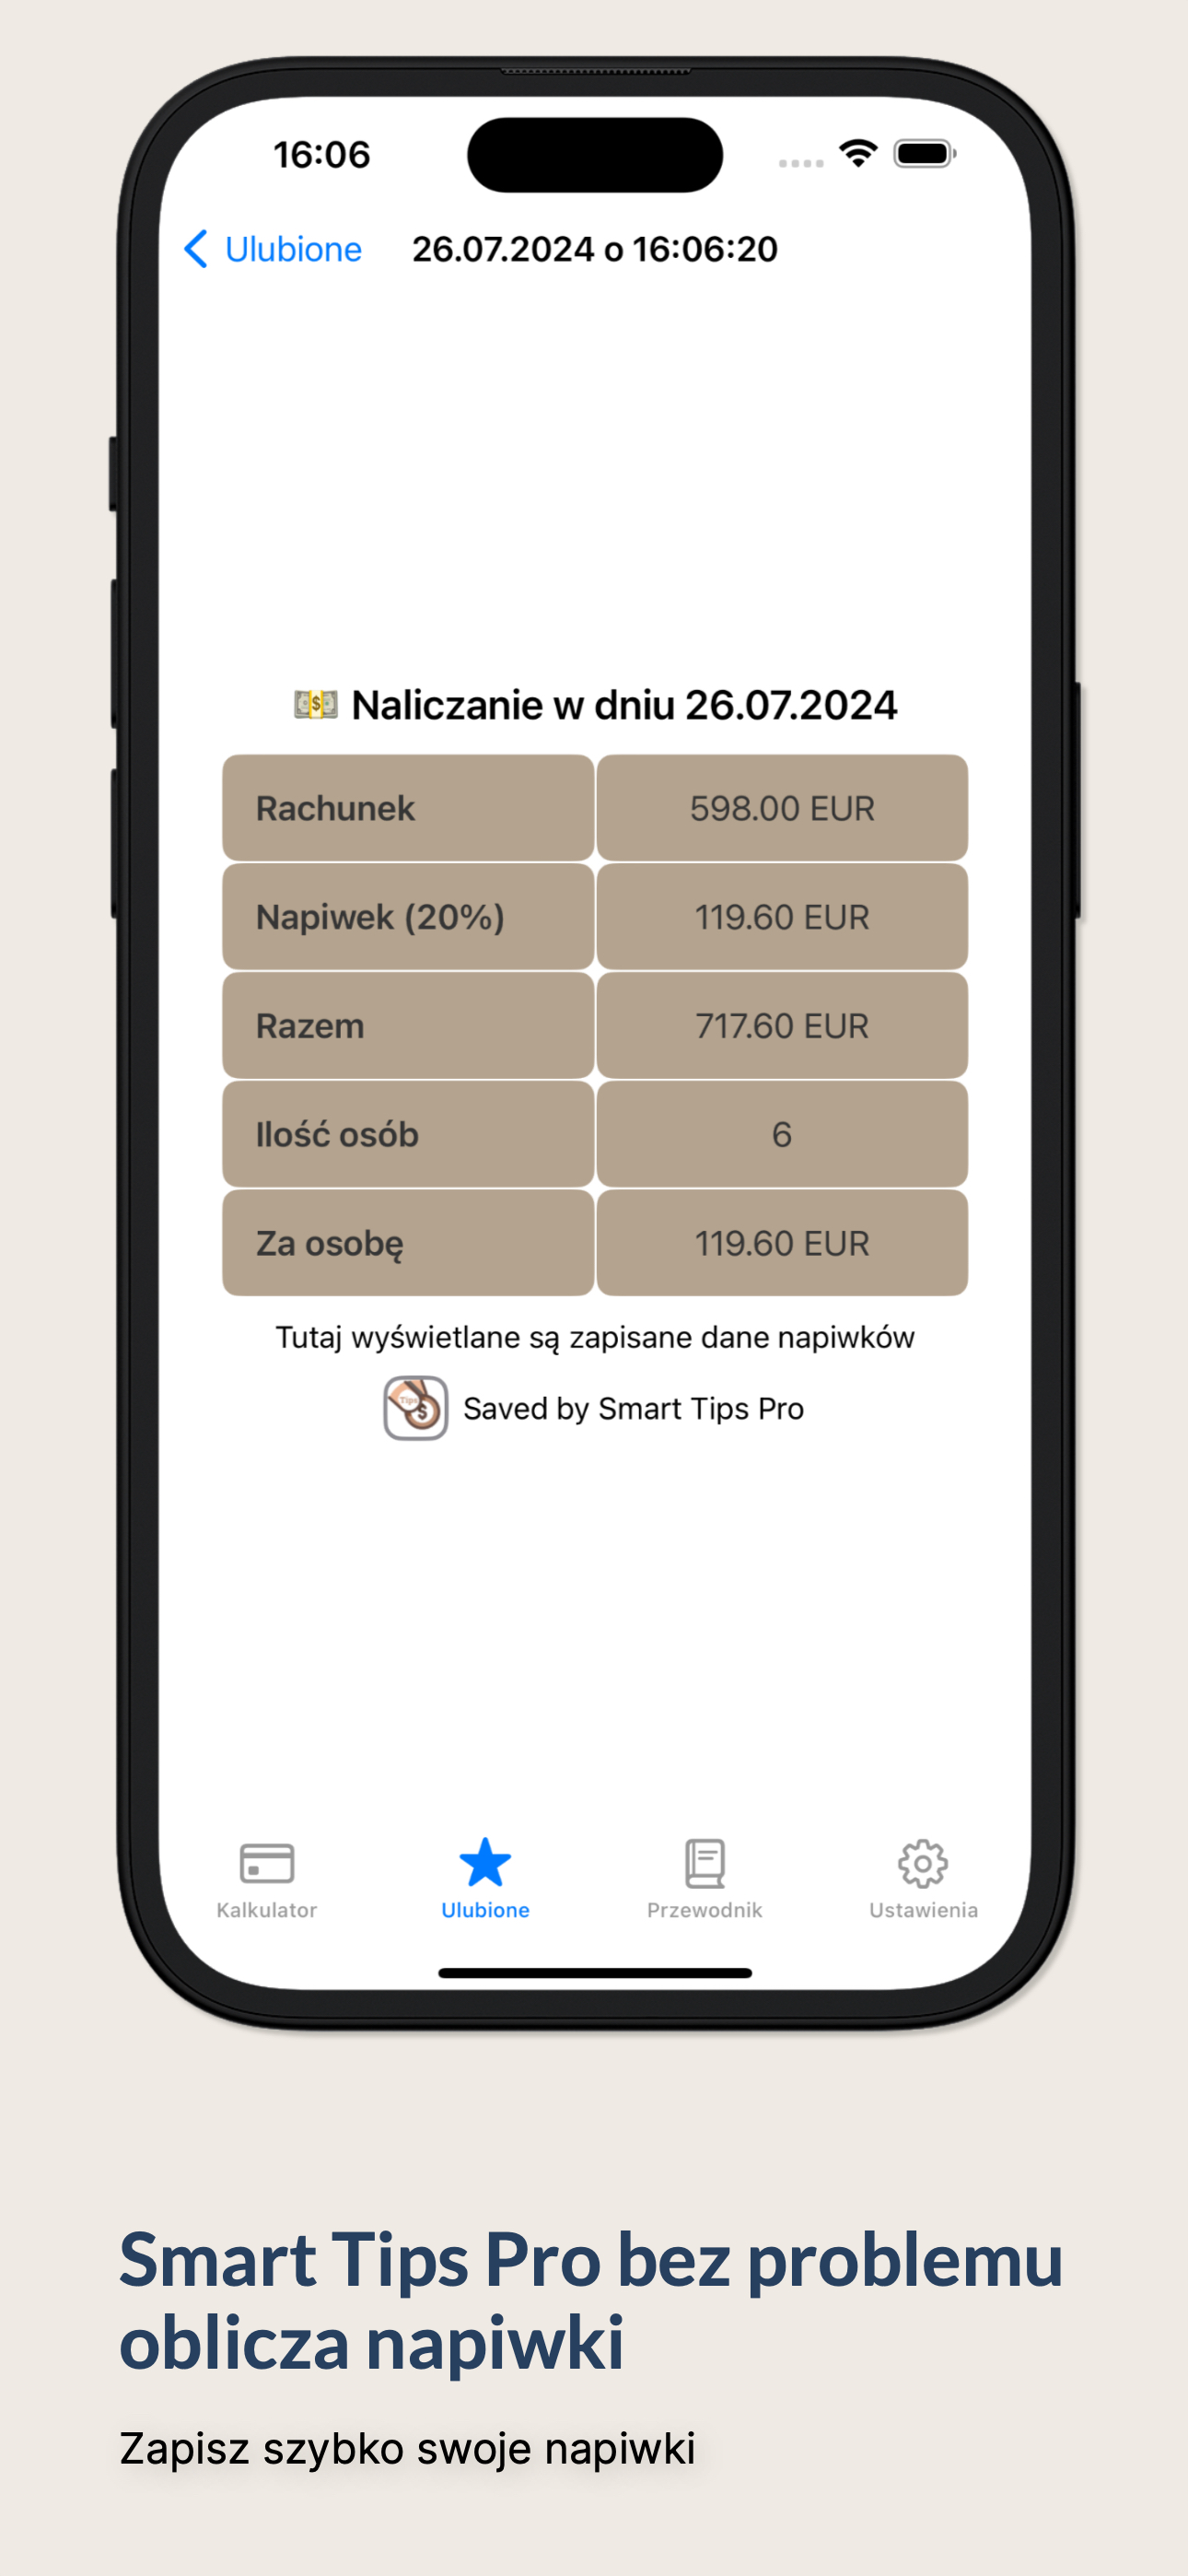 16:06
Ulubione
26.07.2024 o 16:06:20
💵 Naliczanie w dniu 26.07.2024
Rachunek 598.00 EUR
Napiwek (20%) 119.60 EUR
Razem 717.60 EUR
Ilość osób 6
Za osobę 119.60 EUR
Tutaj wyświetlane są zapisane dane napiwków
Tips
Saved by Smart Tips Pro
Kalkulator Ulubione Przewodnik Ustawienia
Smart Tips Pro bez problemu
oblicza napiwki
Zapisz szybko swoje napiwki